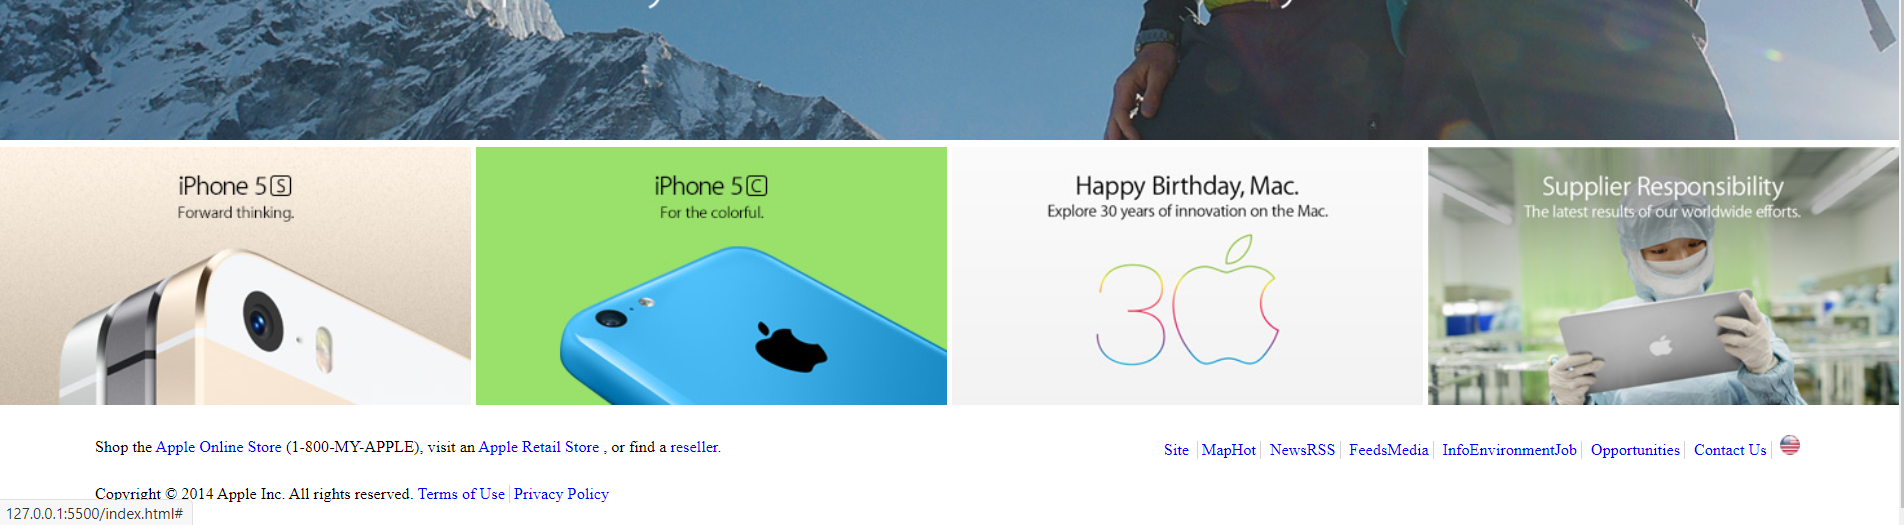 iPhone 5S
Forward thinking.
iPhone 5C
For the colorful.
Happy Birthday, Mac.
Explore 30 years of innovation on the Mac.
30
Supplier Responsibility
The latest results of our worldwide efforts.
Shop the Apple Online Store (1-800-MY-APPLE), visit an Apple Retail Store , or find a reseller.
Site | MapHot | NewsRSS | FeedsMedia | InfoEnvironmentJob | Opportunities | Contact Us |
Copyright © 2014 Apple Inc. All rights reserved. Terms of Use | Privacy Policy
127.0.0.1:5500/index.html#